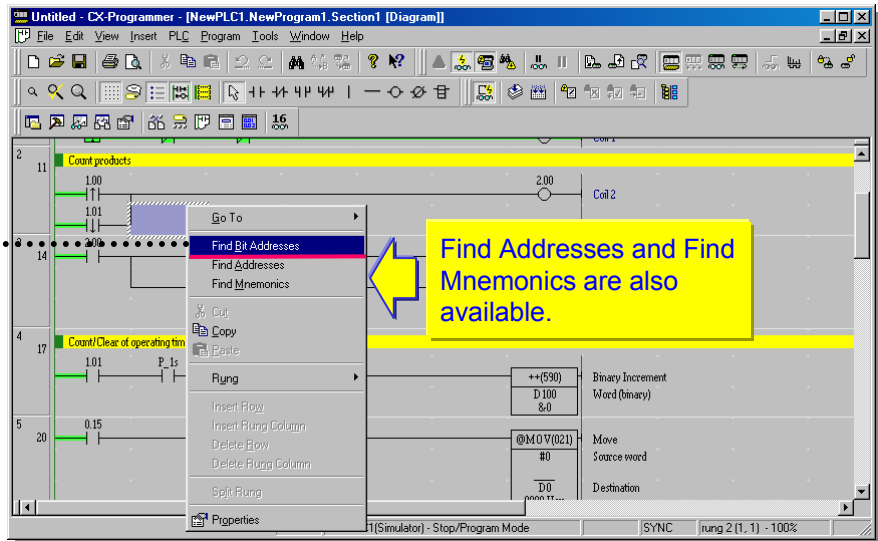 Untitled - CX-Programmer - [NewPLC1.NewProgram1.Section1 [Diagram]]
File Edit View Insert PLC Program Tools Window Help
16
2
11
Count products
1.00
2.00
Coil 2
1.01
3
14
2.00
Go To
Find Bit Addresses
Find Addresses
Find Mnemonics
Cut
Copy
Paste
Rung
Insert Row
Insert Rung Column
Delete Row
Delete Rung Column
Split Rung
Properties
Find Addresses and Find
Mnemonics are also
available.
4
17
Count/Clear of operating tim
1.01
P_1s
++(590)
Binary Increment
D100
Word (binary)
&0
5
20
0.15
@MOV(021)
Move
#0
Source word
D0
Destination
1(Simulator) - Stop/Program Mode
SYNC
rung 2 (1, 1) - 100%